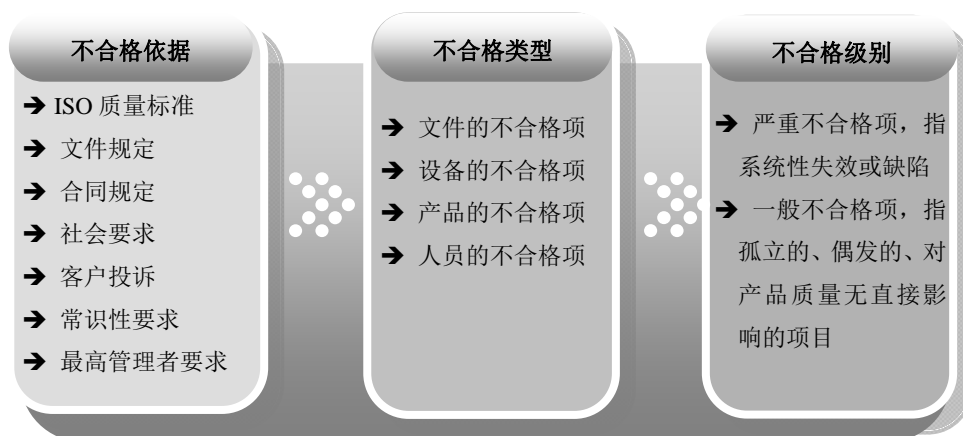 不合格依据
➔ ISO 质量标准
➔ 文件规定
➔ 合同规定
➔ 社会要求
➔ 客户投诉
➔ 常识性要求
➔ 最高管理者要求
不合格类型
➔ 文件的不合格项
➔ 设备的不合格项
➔ 产品的不合格项
➔ 人员的不合格项
不合格级别
➔ 严重不合格项，指
系统性失效或缺陷
➔ 一般不合格项，指
孤立的、偶发的、对
产品质量无直接影
响的项目